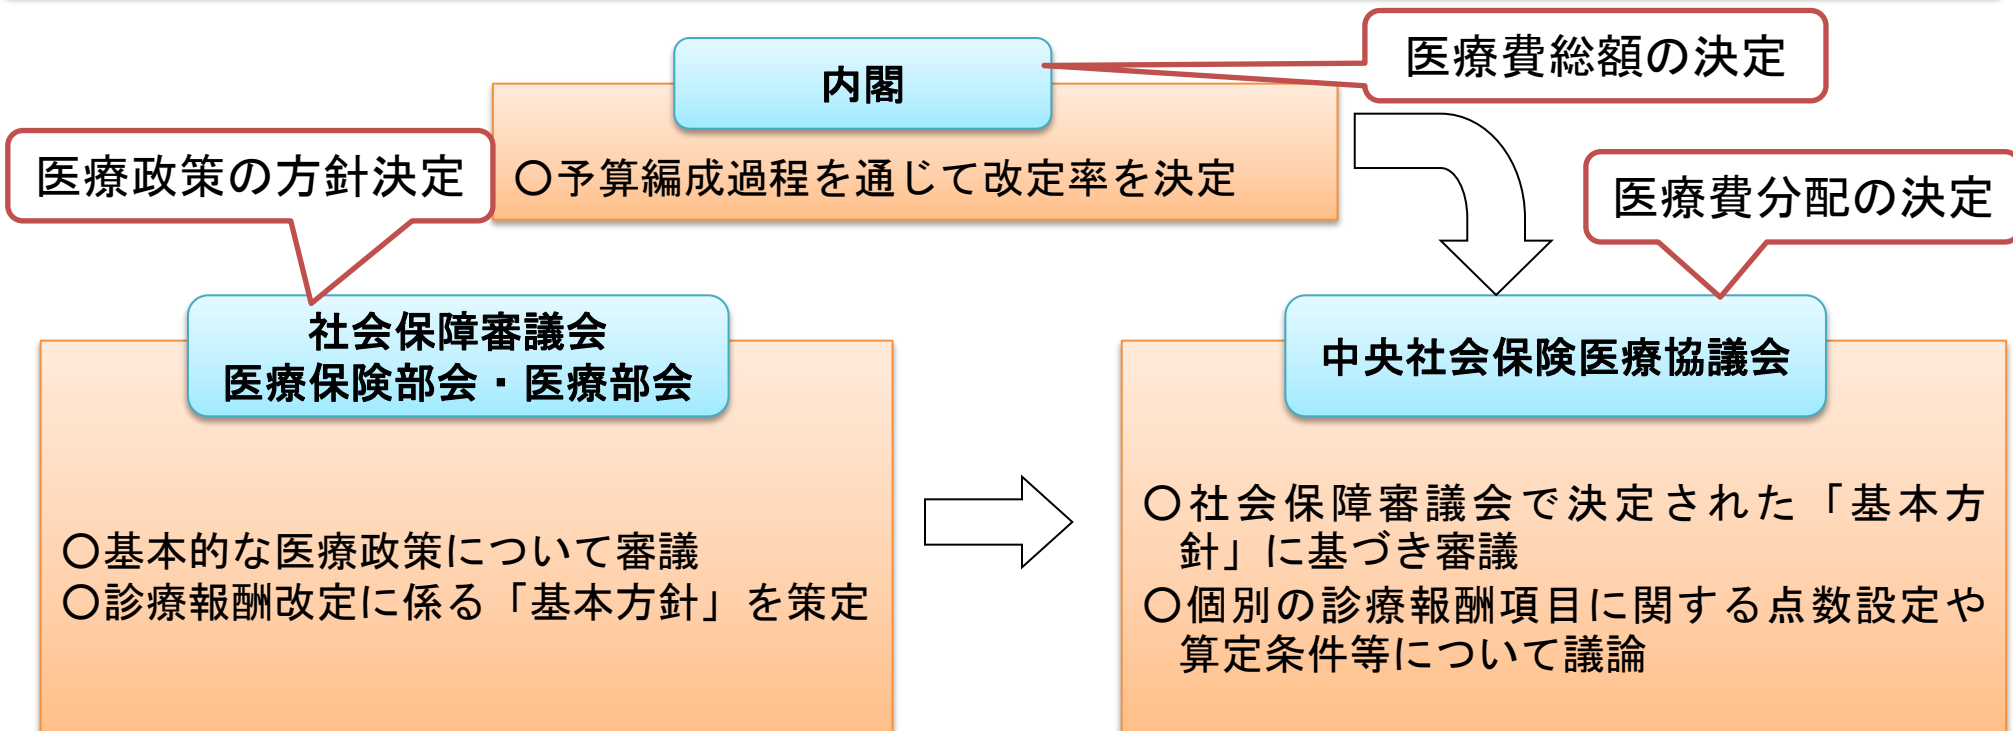 医療費総額の決定
内閣
医療政策の方針決定
〇予算編成過程を通じて改定率を決定
医療費分配の決定
社会保障審議会
医療保険部会・医療部会
〇基本的な医療政策について審議
〇診療報酬改定に係る「基本方針」を策定
中央社会保険医療協議会
〇社会保障審議会で決定された「基本方
針」に基づき審議
〇個別の診療報酬項目に関する点数設定や
算定条件等について議論